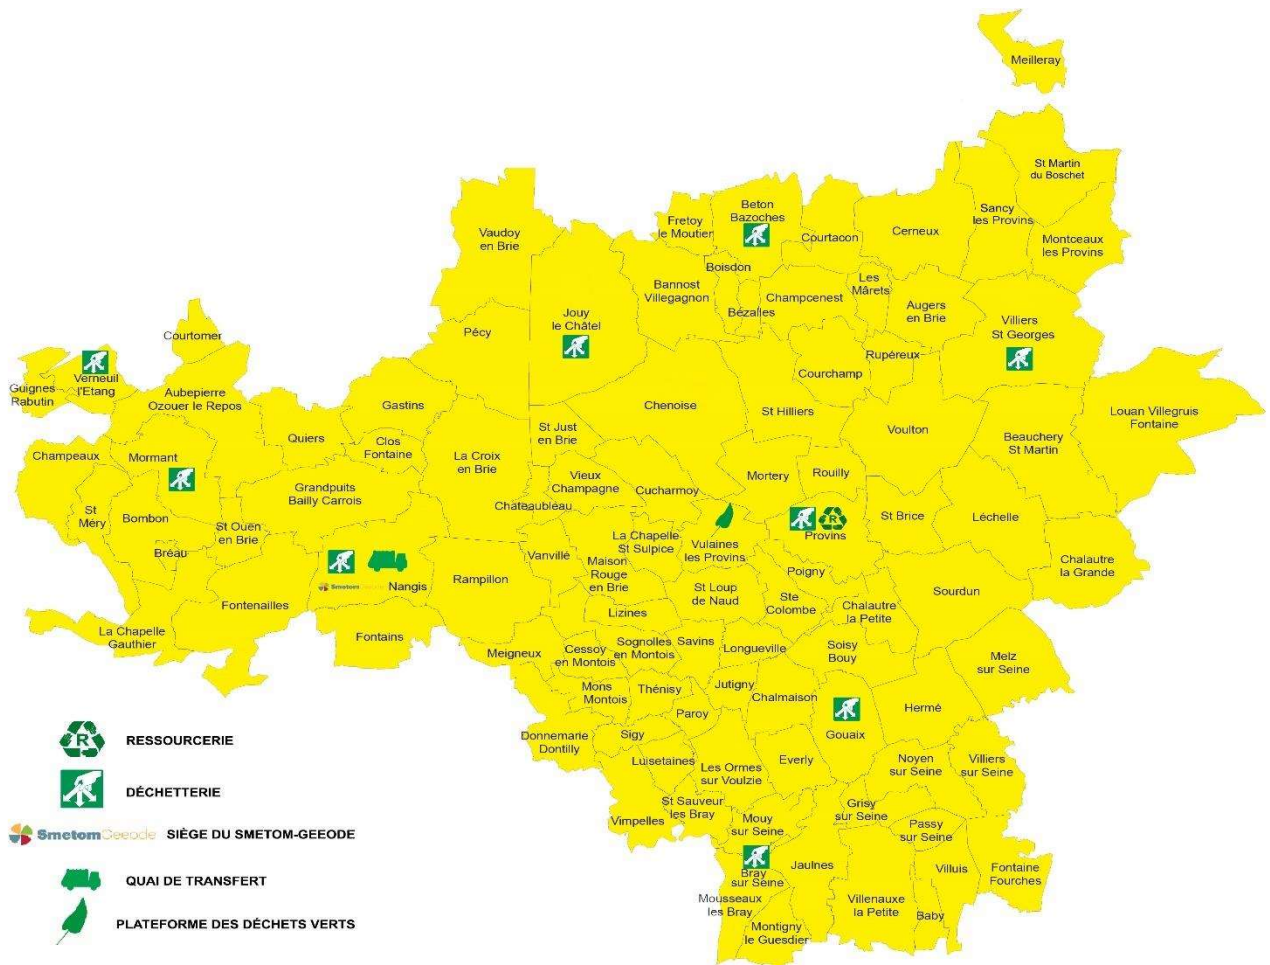 Meilleray
St Martin
du Boschet
Sancy
les Provins
Montceaux
les Provins
Beton
Bazoches
Fretoy
le Moutier
Courtacon
Cerneux
Vaudoy
en Brie
Boisdon
Bannost
Villegagnon
Bézalles
Champcenest
Les
Mârets
Augers
en Brie
Villiers
St Georges
Jouy
le Châtel
Pécy
Courtomer
Rupéreux
Courchamp
Guignes
Rabutin
Verneuil
l'Etang
Aubepierre
Ozouer le Repos
Gastins
Chenoise
St Hilliers
Louan Villegruis
Fontaine
Quiers
Clos
Fontaine
St Just
en Brie
Voulton
Beauchery
St Martin
Champeaux
Mormant
La Croix
en Brie
Vieux
Champagne
Cucharmoy
Mortery
Rouilly
Grandpuits
Bailly Carrois
Châteaubleau
St
Méry
Bombon
St Ouen
en Brie
La Chapelle
St Sulpice
Vulaines
les Provins
Provins
St Brice
Léchelle
Bréau
Vanvillé
Maison
Rouge
en Brie
Chalautre
la Grande
SmetomGeeode Nangis
Rampillon
Poigny
St Loup
de Naud
Ste
Colombe
Sourdun
Fontenailles
Lizines
Chalautre
la Petite
La Chapelle
Gauthier
Fontains
Meigneux
Cessoy
en Montois
Sognolles
en Montois
Savins
Longueville
Soisy
Bouy
Melz
sur Seine
Mons
Montois
Thénisy
Jutigny
Chalmaison
Hermé
Paroy
Donnemarie
Dontilly
Sigy
Gouaix
Luisetaines
Les Ormes
sur Voulzie
Everly
Noyen
sur Seine
Villiers
sur Seine
St Sauveur
les Bray
Vimpelles
Mouy
sur Seine
Grisy
sur Seine
Passy
sur Seine
Bray
sur Seine
Jaulnes
Villuis
Fontaine
Fourches
Mousseaux
les Bray
Villenauxe
la Petite
Baby
Montigny
le Guesdier
R
RESSOURCERIE
DÉCHETTERIE
SmetomGeeode SIÈGE DU SMETOM-GEEODE
QUAI DE TRANSFERT
PLATEFORME DES DÉCHETS VERTS